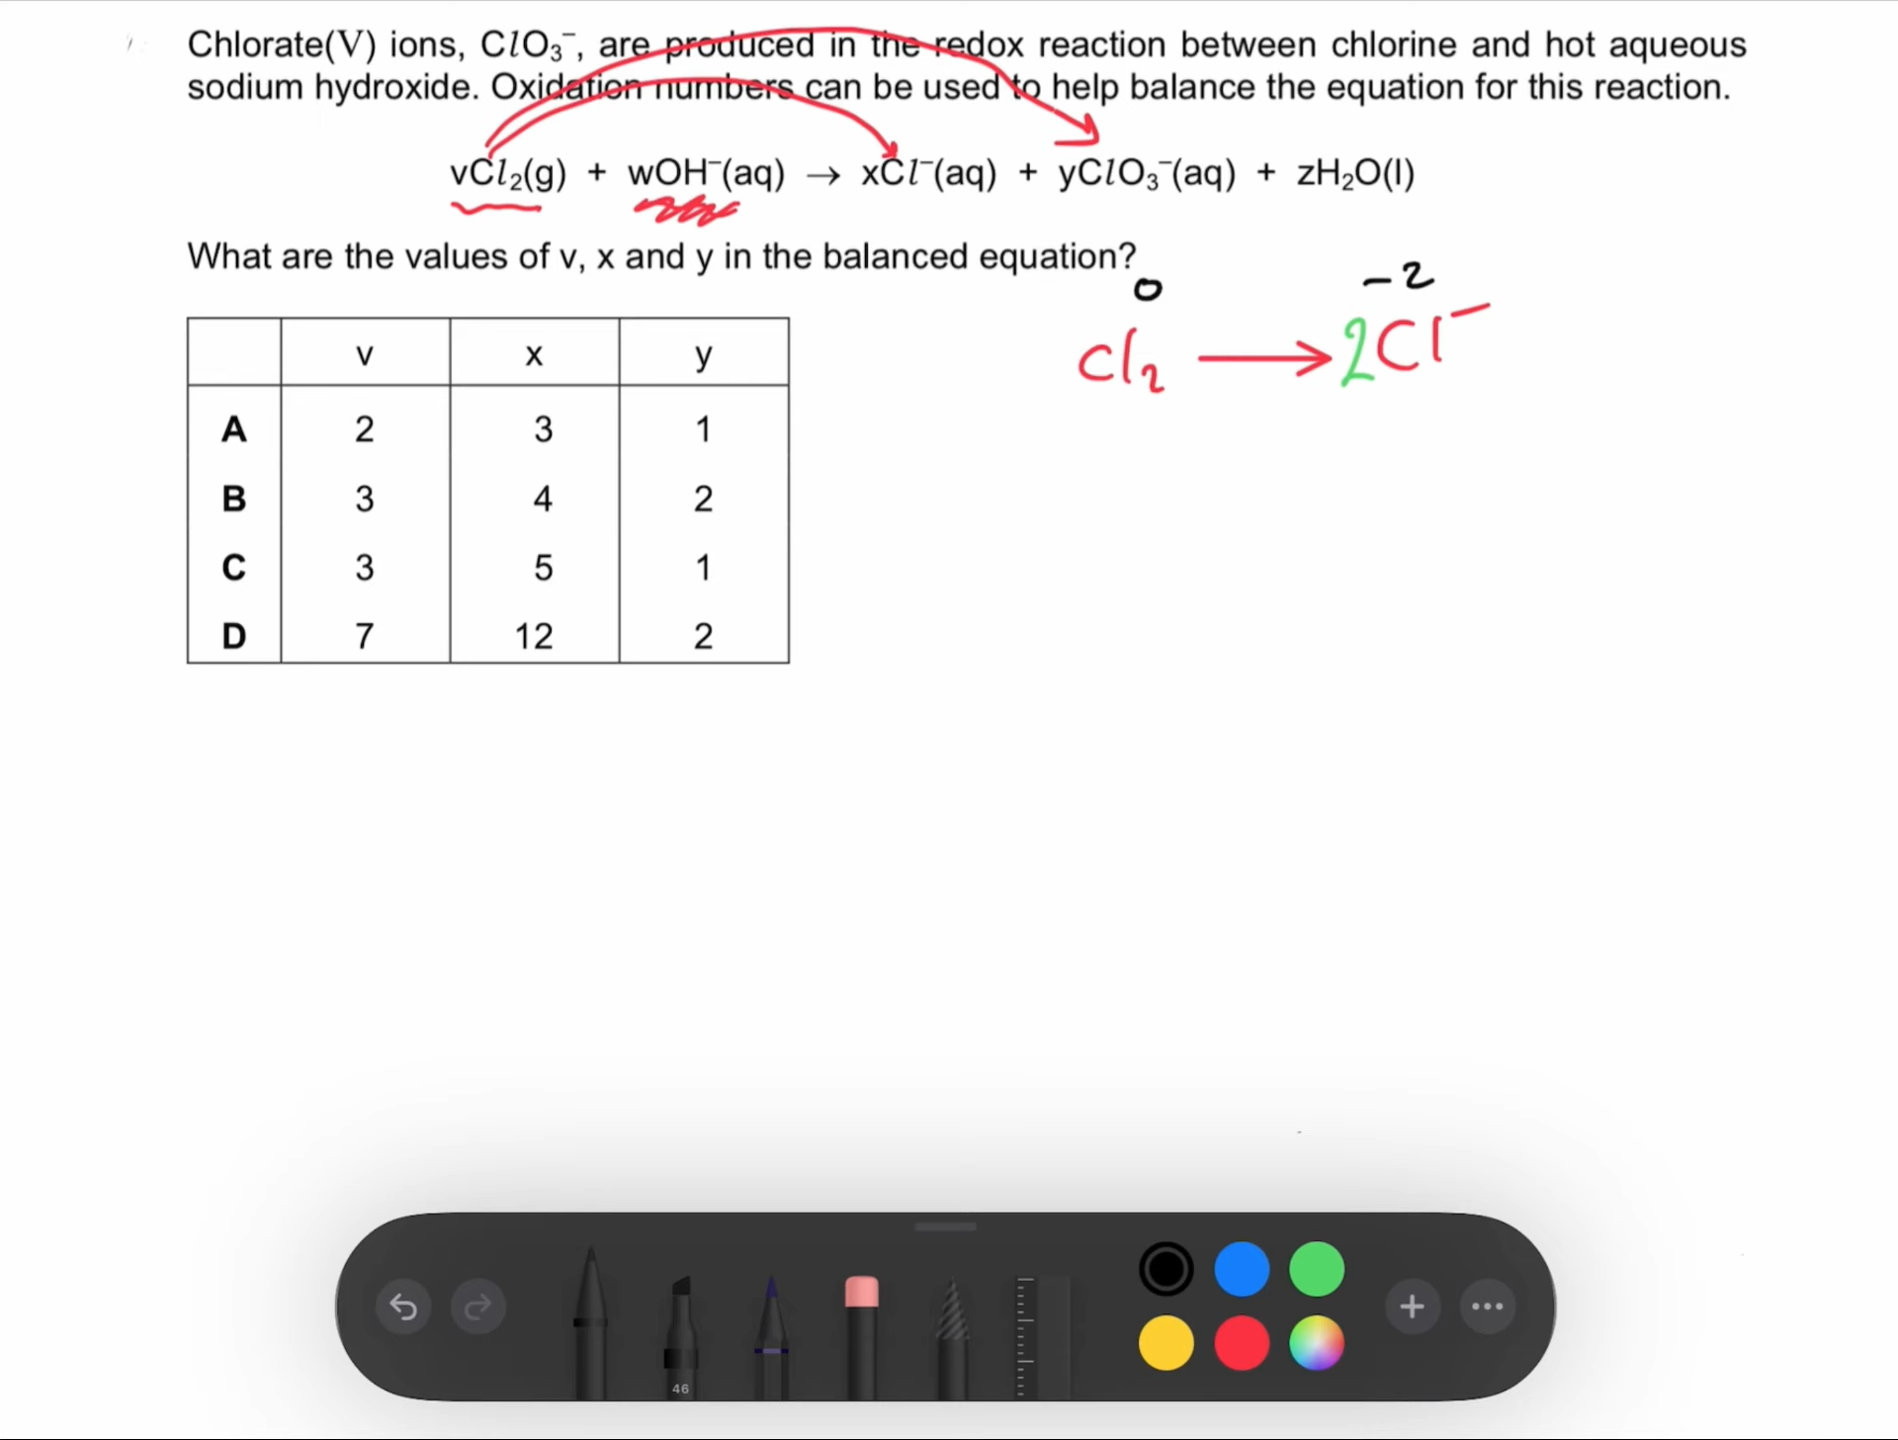 Chlorate(V) ions, ClO₃⁻, are produced in the redox reaction between chlorine and hot aqueous
sodium hydroxide. Oxidation numbers can be used to help balance the equation for this reaction.
vCl₂(g) + wOH⁻(aq) → xCl⁻(aq) + yClO₃⁻(aq) + zH₂O(l)
What are the values of v, x and y in the balanced equation?
0 −2
Cl₂ → 2Cl⁻
v x y
A 2 3 1
B 3 4 2
C 3 5 1
D 7 12 2
46